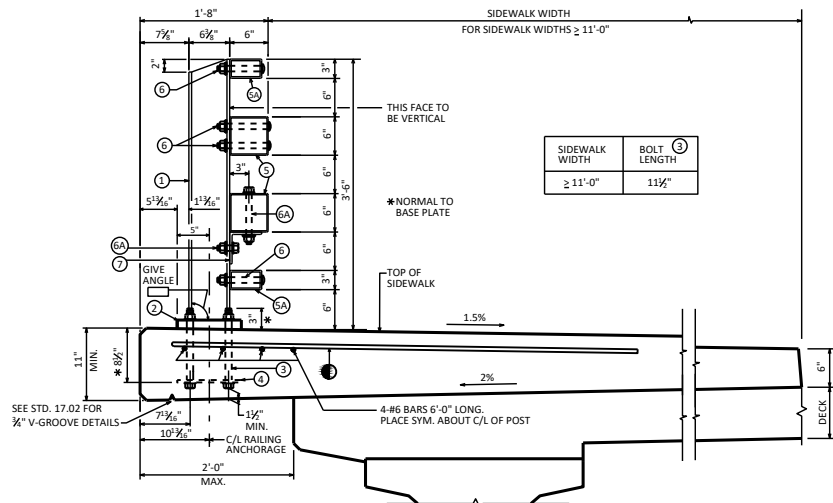 1'-8"
SIDEWALK WIDTH
FOR SIDEWALK WIDTHS ≥ 11'-0"
7⅝"
6⅜"
6"
2"
3"
6
5A
6"
THIS FACE TO
BE VERTICAL
6
6"
5
6"
3'-6"
3"
1
5 13/16"
1 13/16"
5"
6A
6"
*NORMAL TO
BASE PLATE
SIDEWALK
WIDTH
BOLT 3
LENGTH
≥ 11'-0"
11½"
6A
7
6"
6
3"
5A
6"
GIVE
ANGLE
2
3" *
TOP OF
SIDEWALK
1.5%
11"
MIN.
* 8½"
3
4
2%
6"
DECK
SEE STD. 17.02 FOR
¾" V-GROOVE DETAILS
7 13/16"
10 13/16"
1½"
MIN.
C/L RAILING
ANCHORAGE
4-#6 BARS 6'-0" LONG.
PLACE SYM. ABOUT C/L OF POST
2'-0"
MAX.